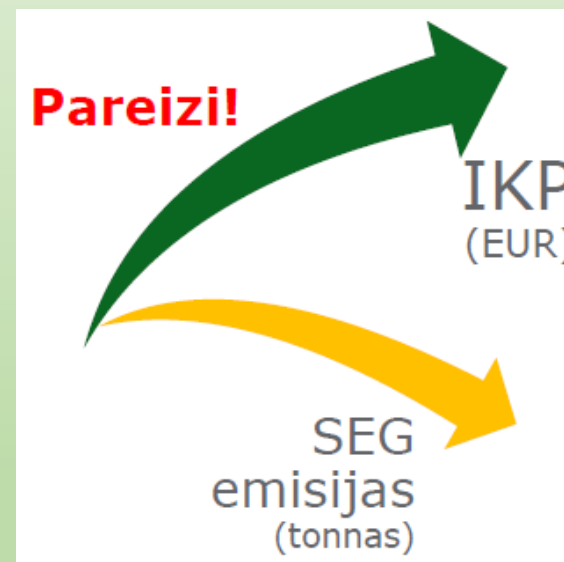 Pareizi!
IKP
(EUR)
SEG
emisijas
(tonnas)